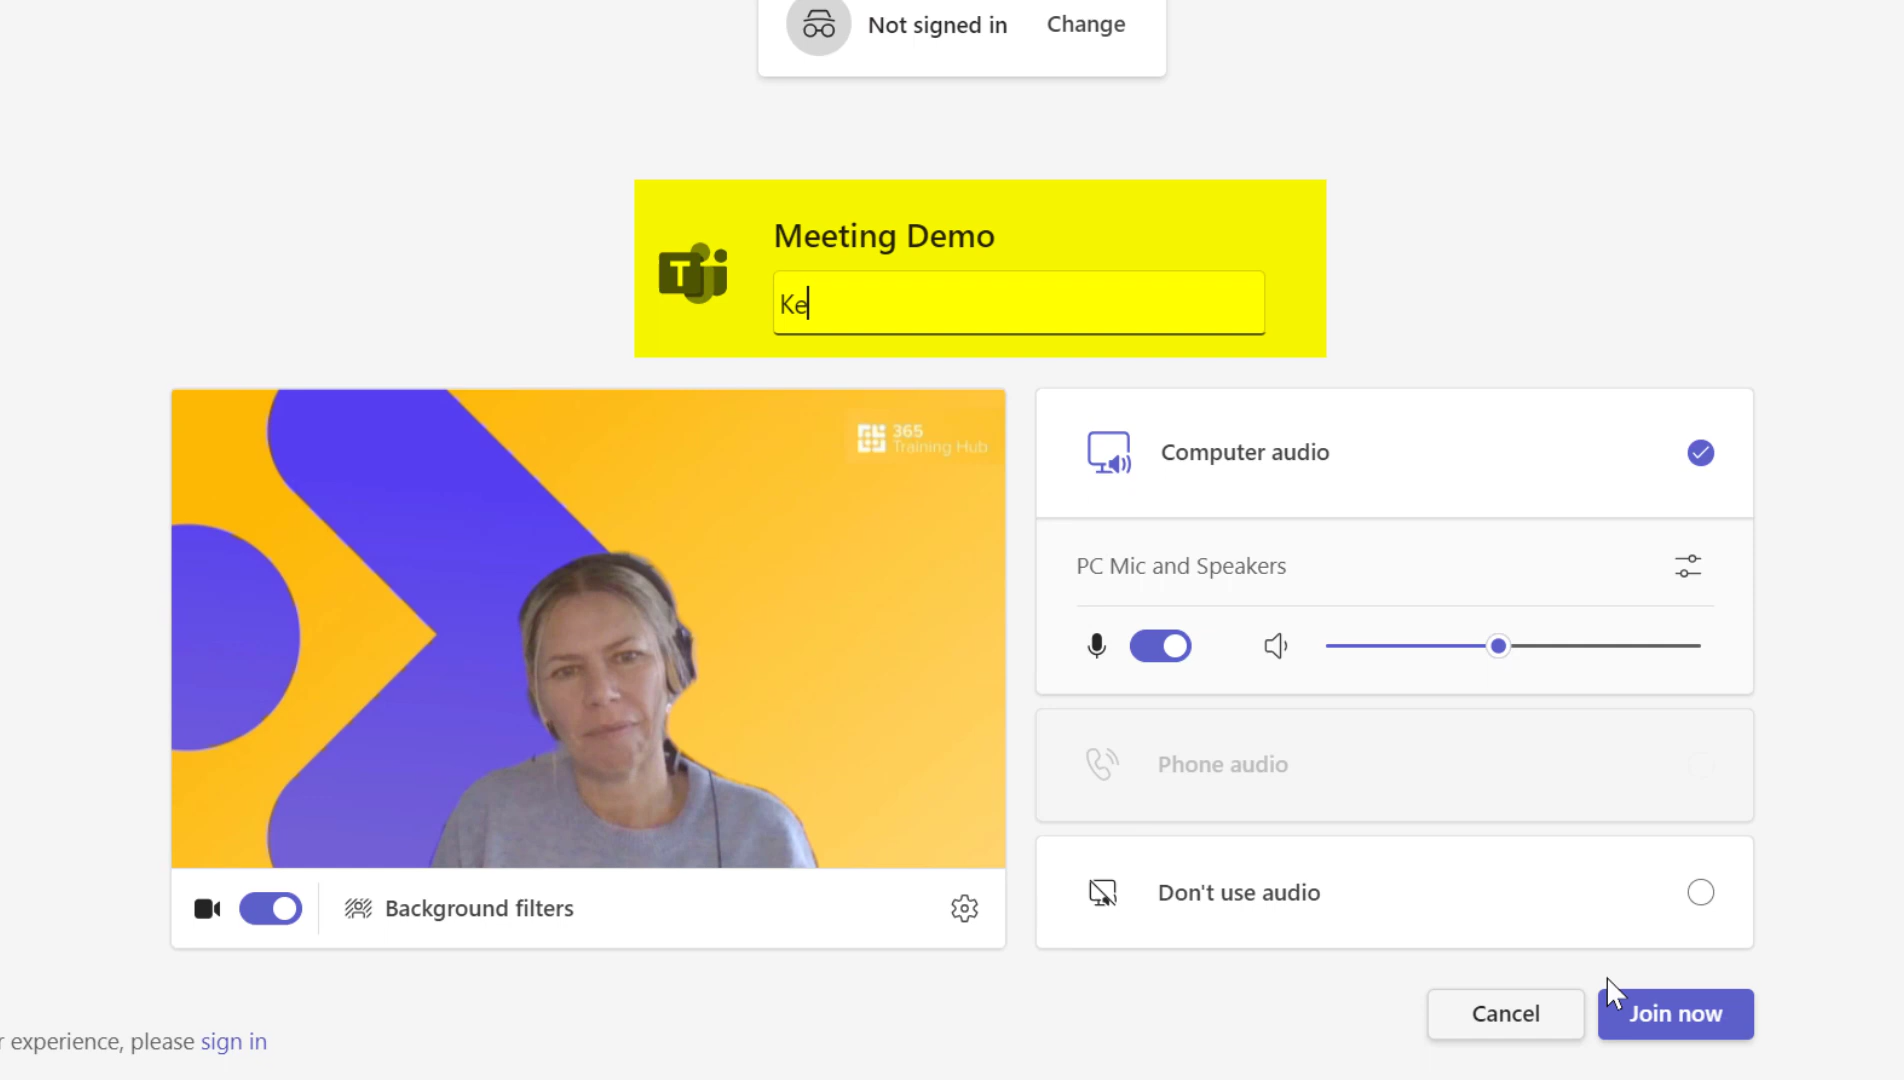 Not signed in Change
Meeting Demo
Ke
365
Training Hub
Computer audio
PC Mic and Speakers
Phone audio
Don't use audio
Background filters
Cancel
Join now
r experience, please sign in